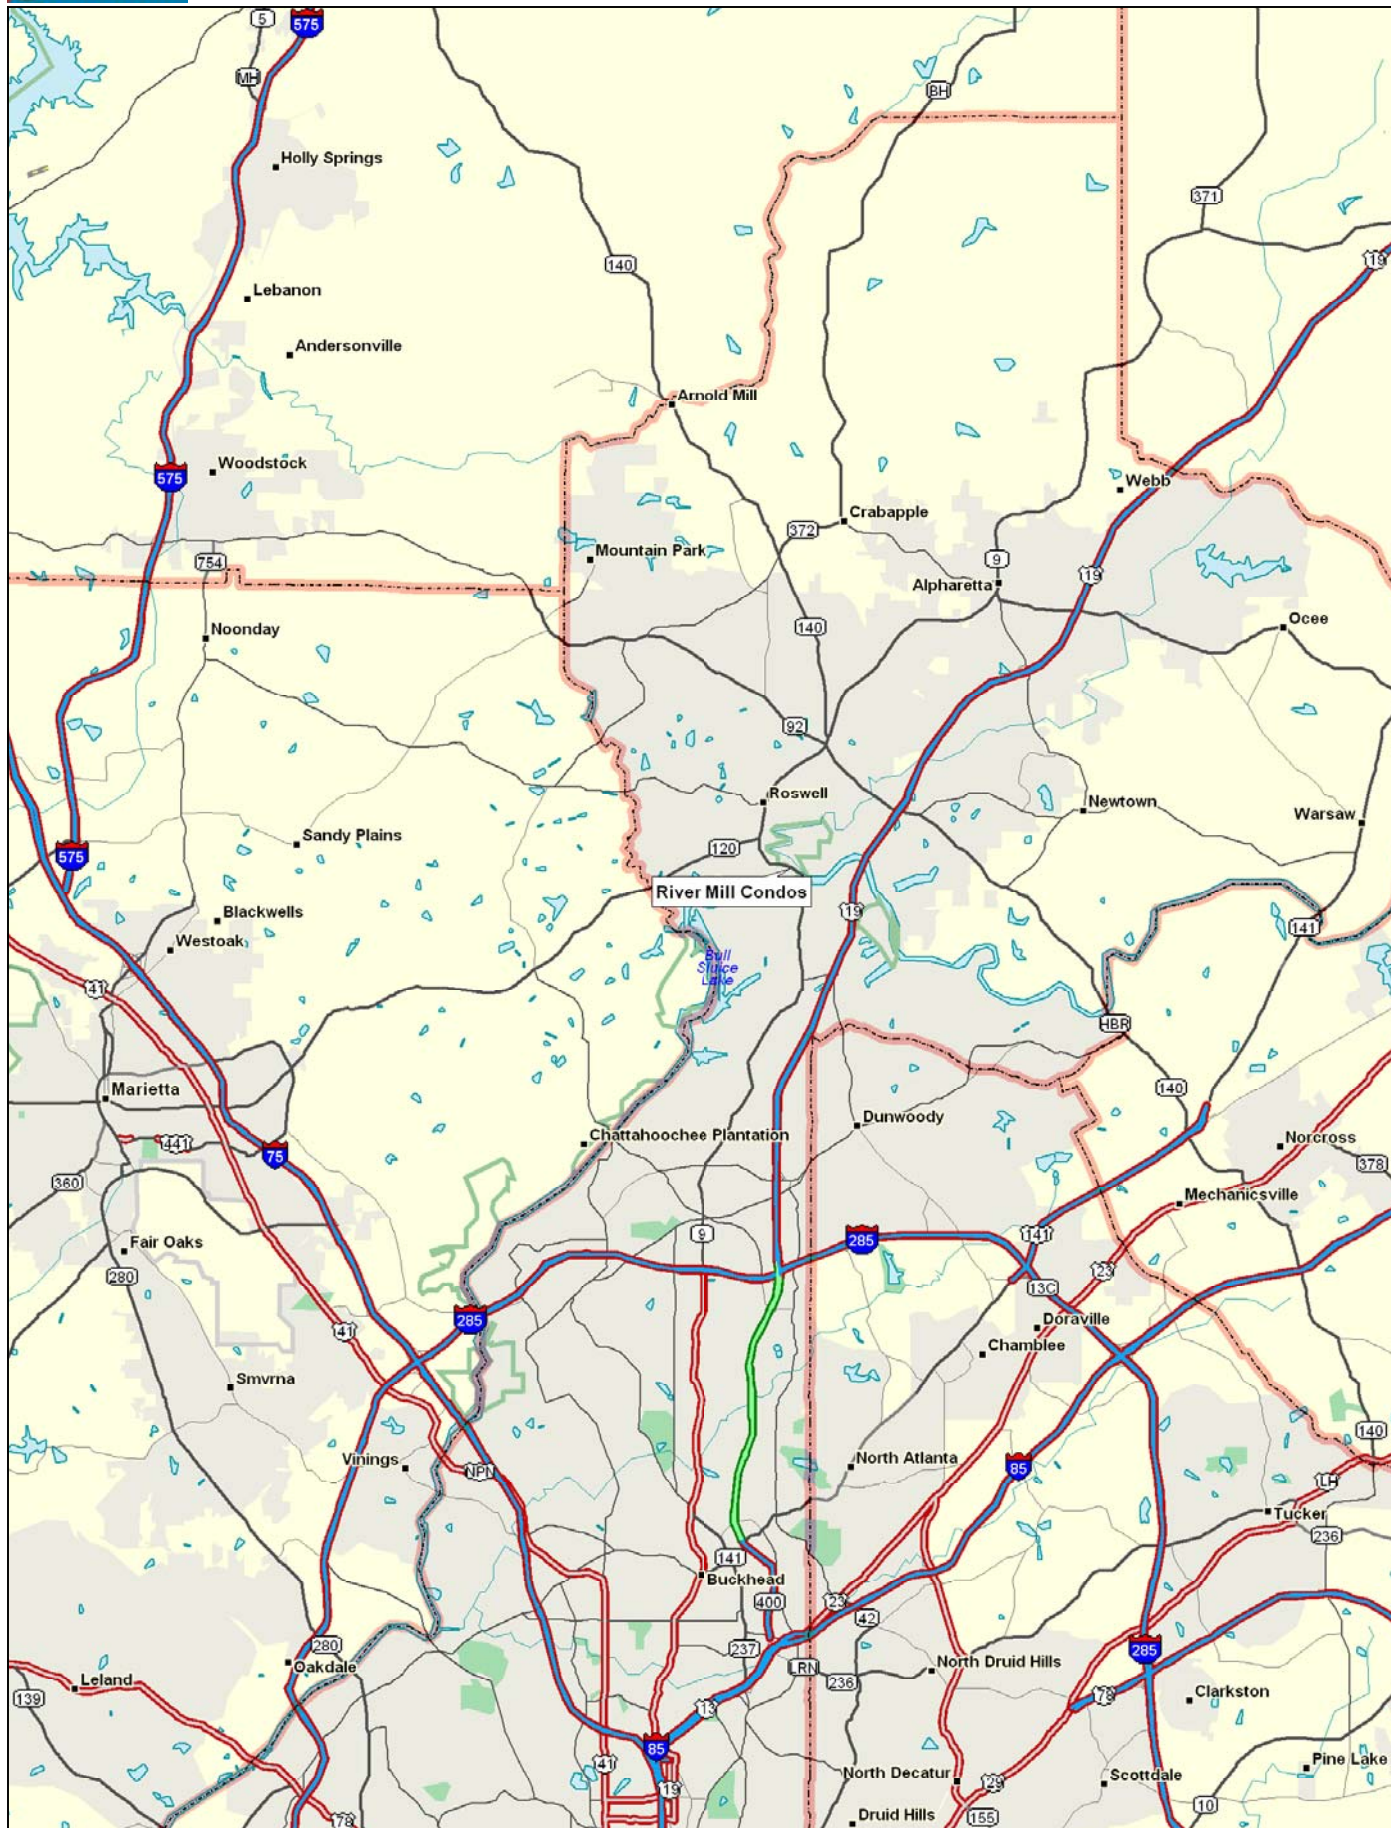 5
575
MH
BH
Holly Springs
371
140
19
Lebanon
Andersonville
Arnold Mill
Woodstock
575
Webb
Crabapple
372
Mountain Park
754
9
19
Alpharetta
Noonday
140
Ocee
92
Roswell
Newtown
Warsaw
Sandy Plains
120
575
River Mill Condos
Blackwells
19
141
Westoak
Bull
Sluice
Lake
41
HBR
Marietta
140
Dunwoody
Chattahoochee Plantation
441
75
Norcross
378
360
Mechanicsville
9
285
141
Fair Oaks
280
23
13C
285
Doraville
41
Chamblee
Smvrna
140
Vinings
NPN
North Atlanta
85
LH
Tucker
236
141
Buckhead
400
23
42
280
237
285
Oakdale
LRN
236
North Druid Hills
Leland
139
78
Clarkston
13
85
41
19
North Decatur
29
Scottdale
Pine Lake
78
Druid Hills
155
10